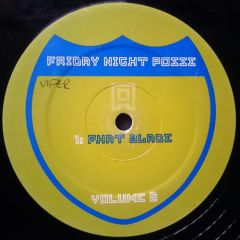 FRIDAY NIGHT POSSE
VIPER
1: PHAT BLADE
VOLUME 2